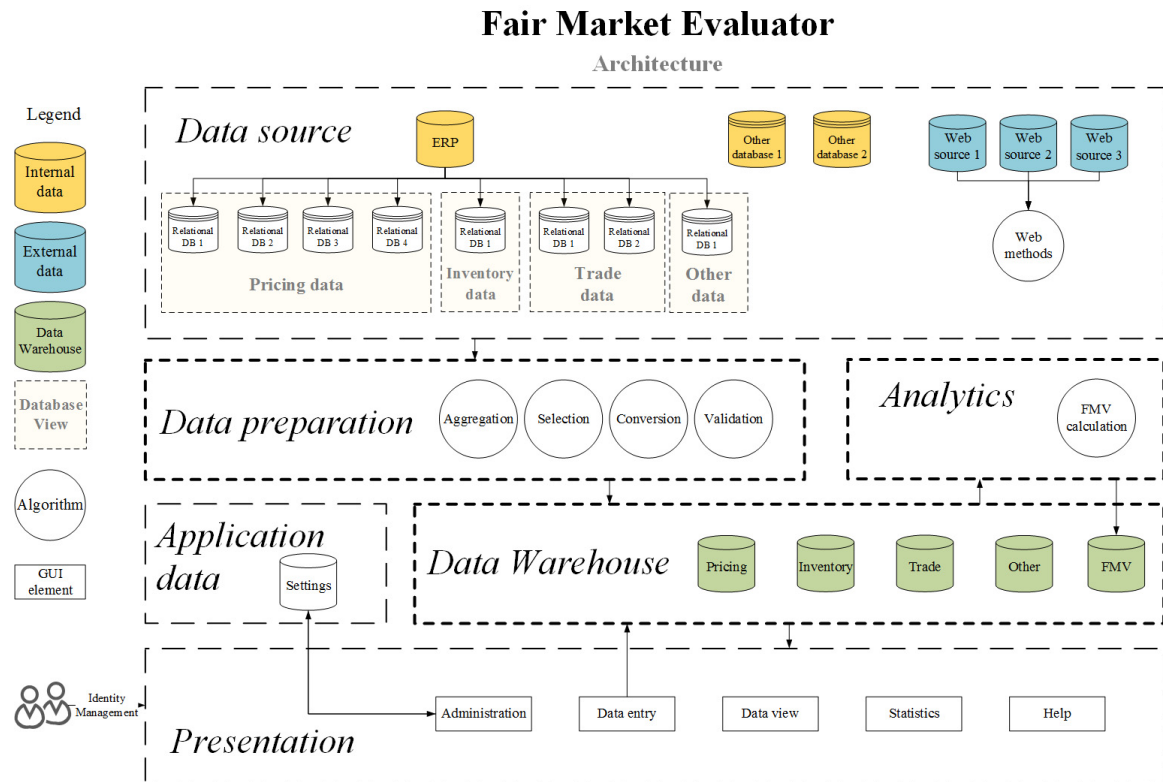 Fair Market Evaluator
Architecture
Legend
Internal
data
External
data
Data
Warehouse
Database
View
Algorithm
GUI
element
Data source
ERP
Other
database 1
Other
database 2
Web
source 1
Web
source 2
Web
source 3
Relational
DB 1
Relational
DB 2
Relational
DB 3
Relational
DB 4
Relational
DB 1
Relational
DB 1
Relational
DB 2
Relational
DB 1
Web
methods
Pricing data
Inventory
data
Trade
data
Other
data
Data preparation
Aggregation
Selection
Conversion
Validation
Analytics
FMV
calculation
Application
data
Settings
Data Warehouse
Pricing
Inventory
Trade
Other
FMV
Identity
Management
Presentation
Administration
Data entry
Data view
Statistics
Help